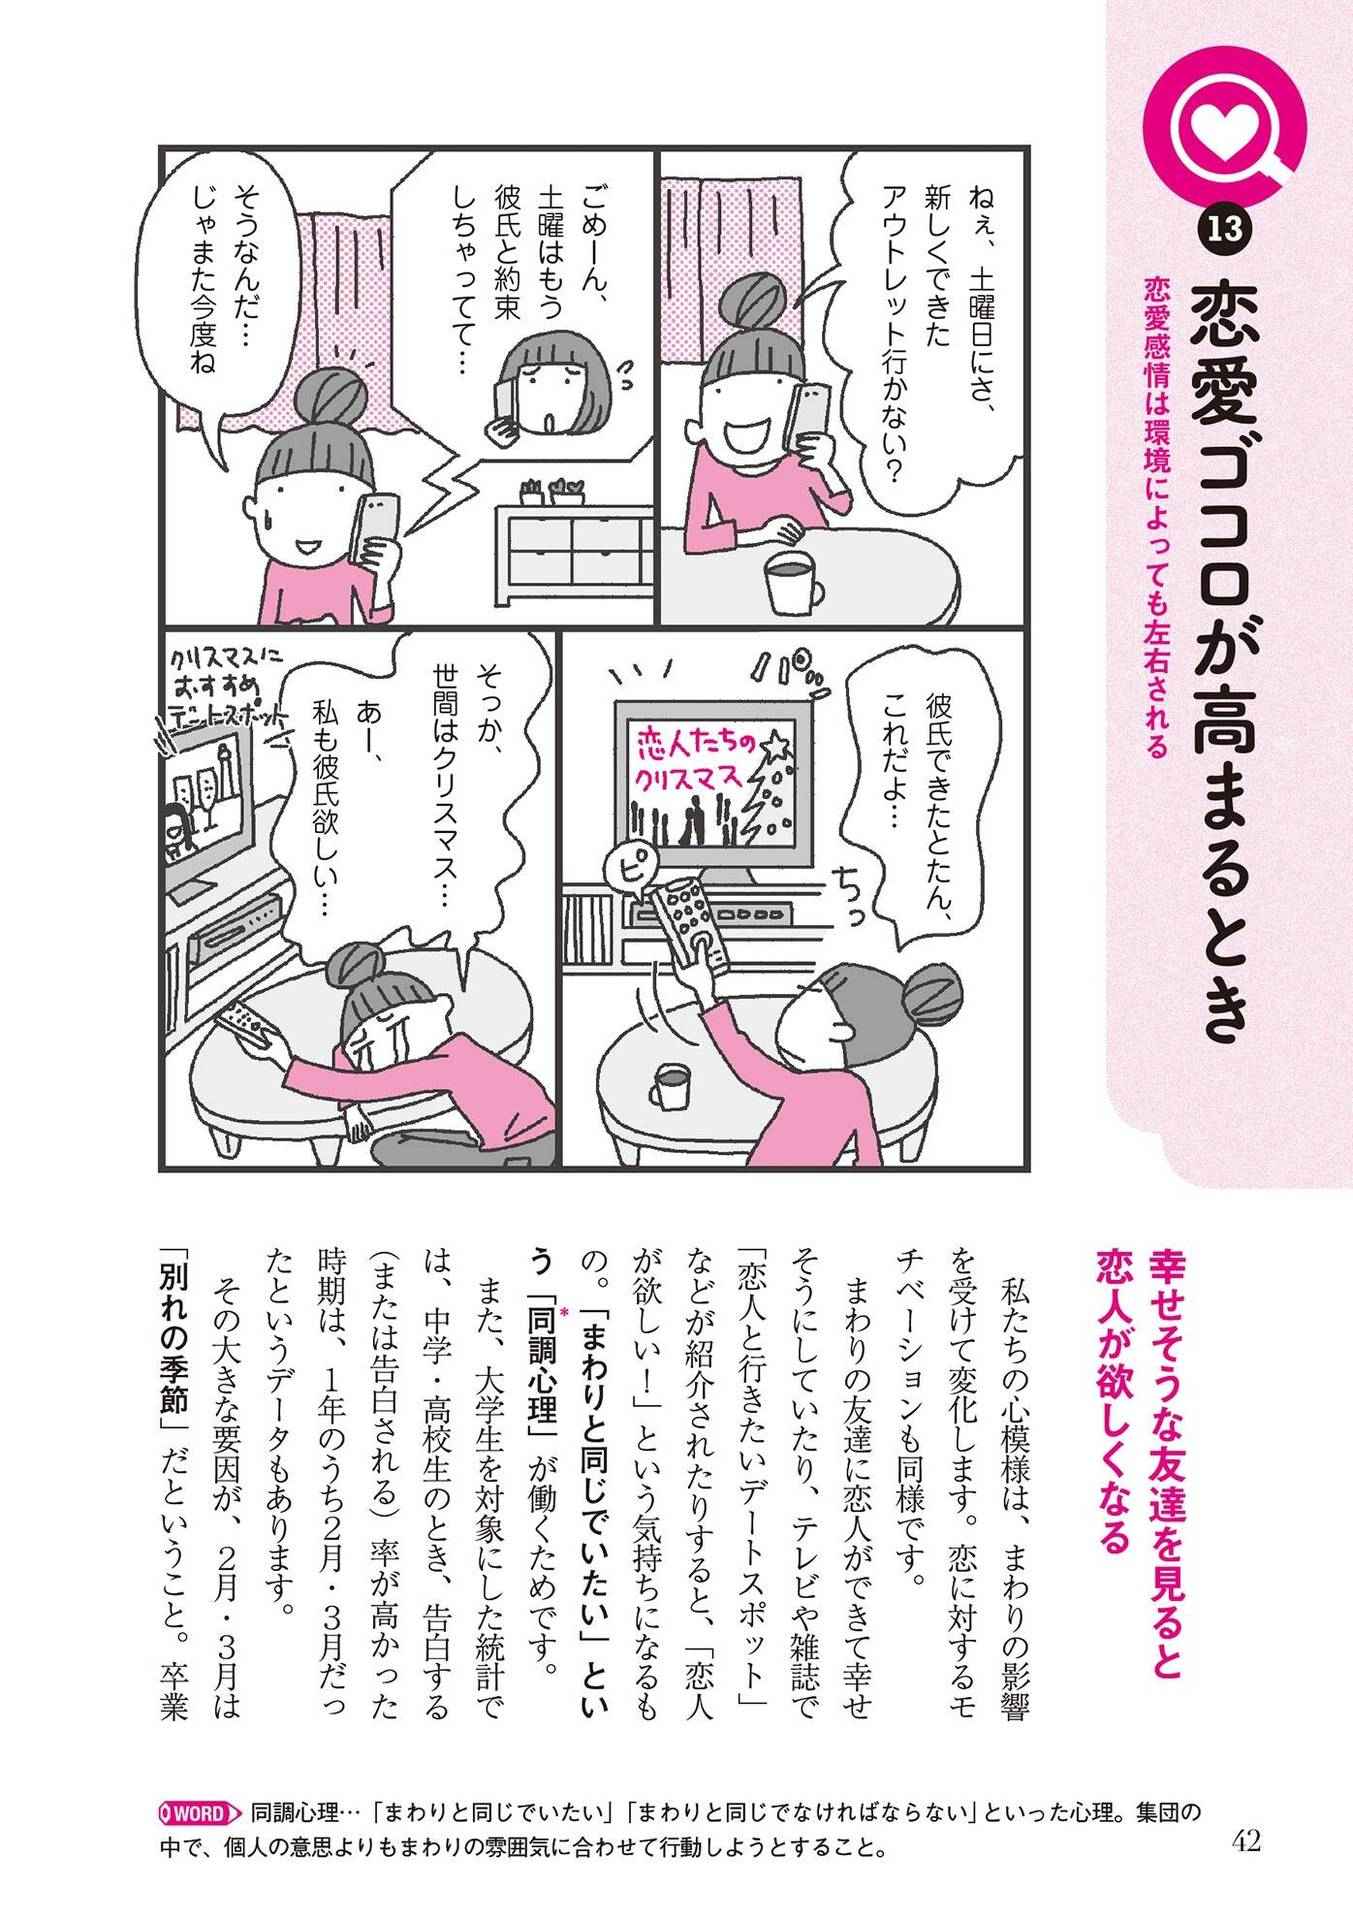 13
恋愛ゴコロが高まるとき
恋愛感情は環境によっても左右される
ねぇ、土曜日にさ、
新しくできた
アウトレット行かない？
ごめーん、
土曜はもう
彼氏と約束
しちゃってて…
そうなんだ…
じゃまた今度ね
彼氏できたとたん、
これだよ…
パッ
恋人たちの
クリスマス
ピ
ちっ
そっか、
世間はクリスマス…
あー、
私も彼氏欲しい…
クリスマスに
おすすめ
デートスポット
幸せそうな友達を見ると
恋人が欲しくなる
私たちの心模様は、まわりの影響
を受けて変化します。恋に対するモ
チベーションも同様です。
まわりの友達に恋人ができて幸せ
そうにしていたり、テレビや雑誌で
「恋人と行きたいデートスポット」
などが紹介されたりすると、「恋人
が欲しい！」という気持ちになるも
の。「まわりと同じでいたい」とい
う「同調心理*」が働くためです。
また、大学生を対象にした統計で
は、中学・高校生のとき、告白する
（または告白される）率が高かった
時期は、1年のうち2月・3月だっ
たというデータもあります。
その大きな要因が、2月・3月は
「別れの季節」だということ。卒業
WORD 同調心理…「まわりと同じでいたい」「まわりと同じでなければならない」といった心理。集団の
中で、個人の意思よりもまわりの雰囲気に合わせて行動しようとすること。
42